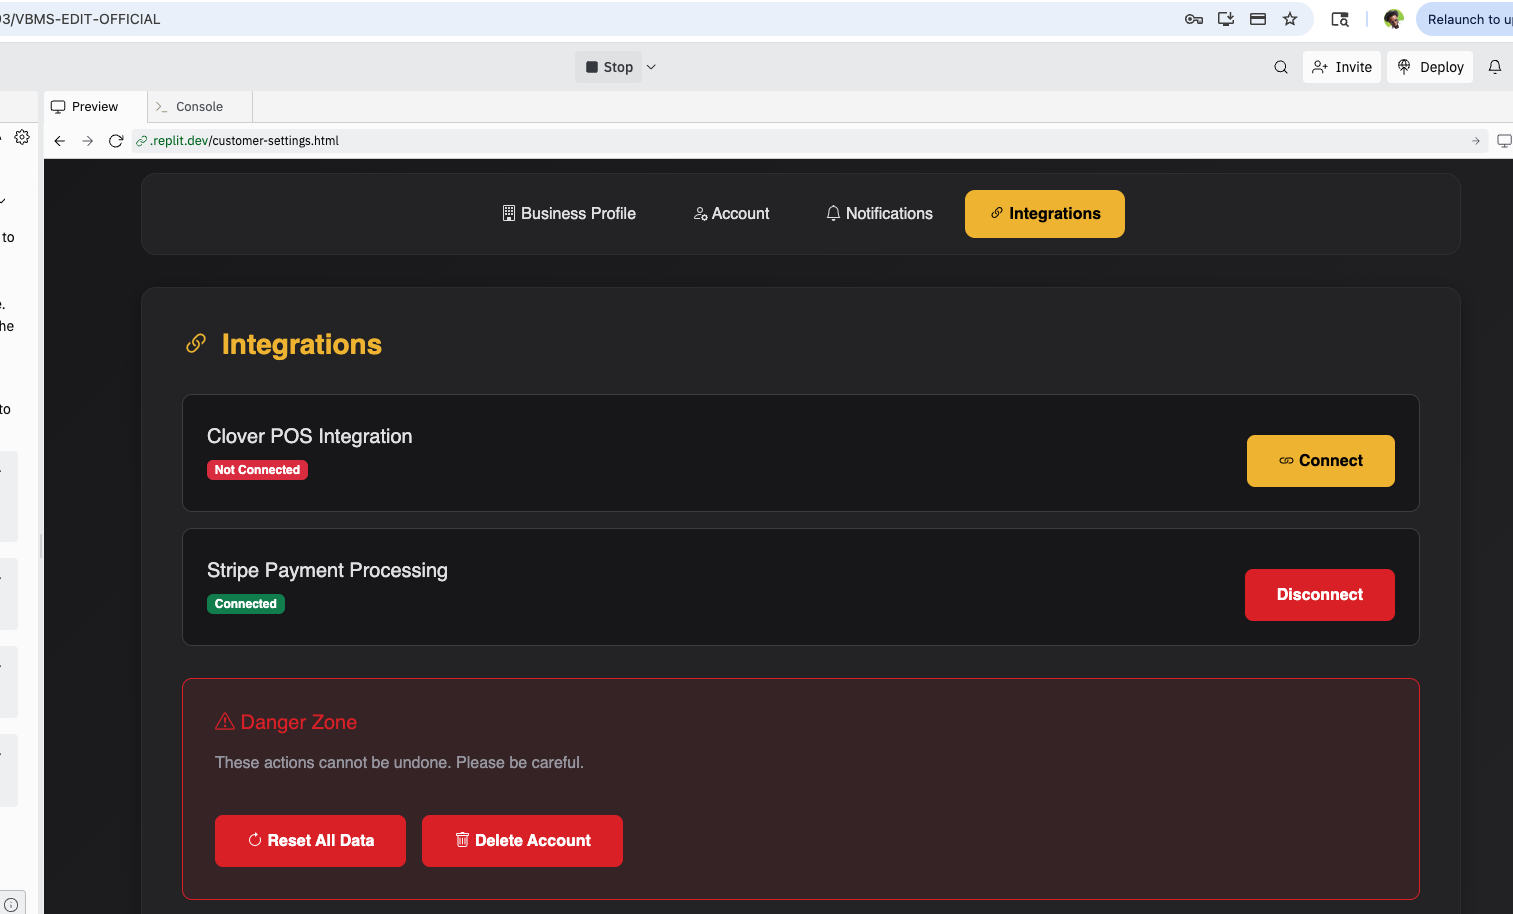 /VBMS-EDIT-OFFICIAL
Relaunch to
Stop
Invite
Deploy
Preview
Console
.replit.dev/customer-settings.html
to
he
to
Business Profile
Account
Notifications
Integrations
Integrations
Clover POS Integration
Not Connected
Connect
Stripe Payment Processing
Connected
Disconnect
Danger Zone
These actions cannot be undone. Please be careful.
Reset All Data
Delete Account